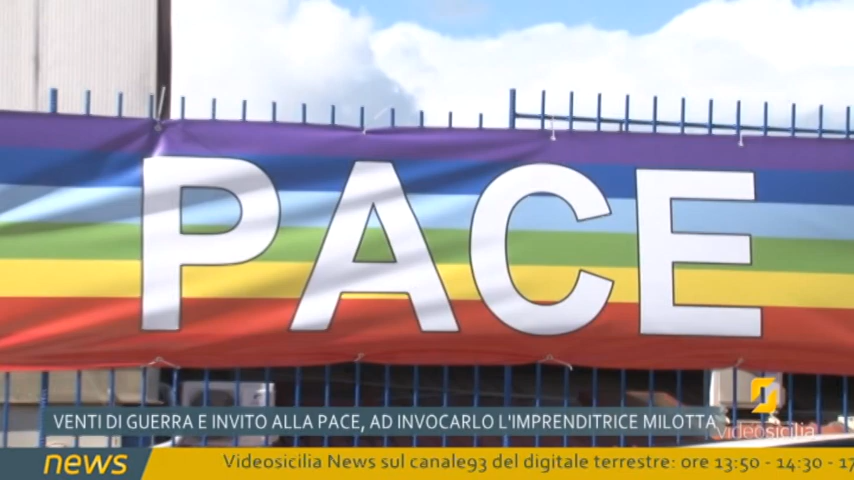 PACE
VENTI DI GUERRA E INVITO ALLA PACE, AD INVOCARLO L'IMPRENDITRICE MILOTTA
videosicilia
news
Videosicilia News sul canale93 del digitale terrestre: ore 13:50 - 14:30 - 17